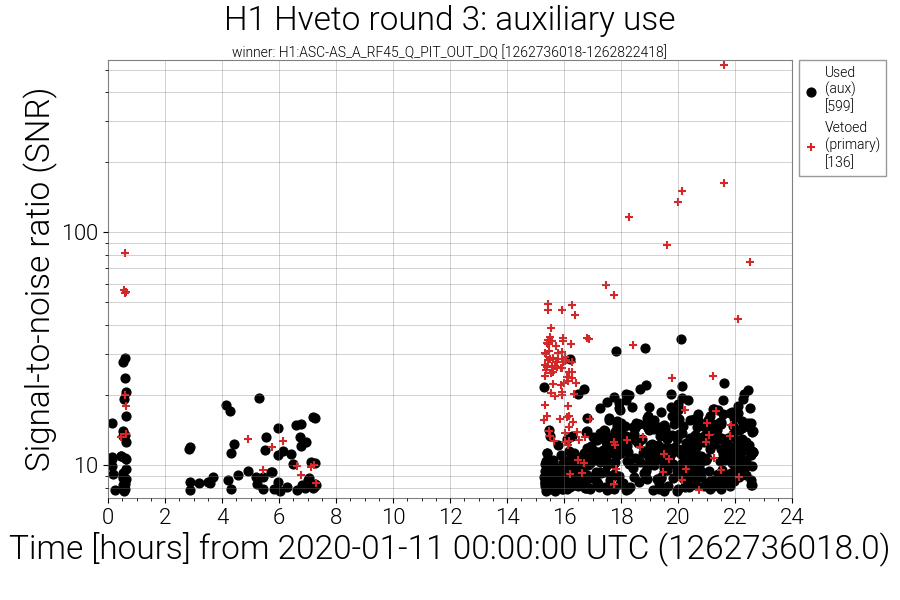 H1 Hveto round 3: auxiliary use
winner: H1:ASC-AS_A_RF45_Q_PIT_OUT_DQ [1262736018-1262822418]
Used
(aux)
[599]
Vetoed
(primary)
[136]
Signal-to-noise ratio (SNR)
100
10
0 2 4 6 8 10 12 14 16 18 20 22 24
Time [hours] from 2020-01-11 00:00:00 UTC (1262736018.0)